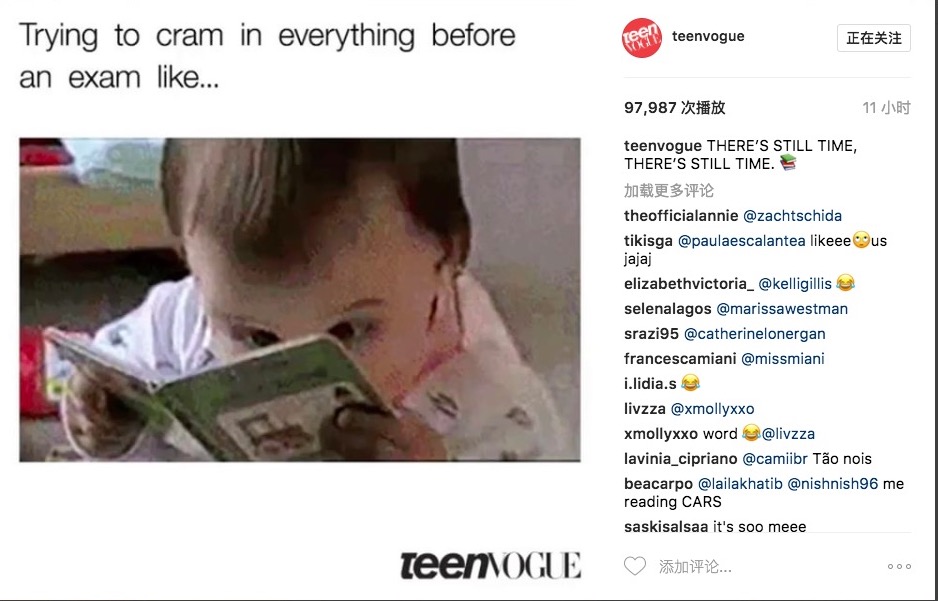 Trying to cram in everything before
an exam like...
teenVOGUE
teen
VOGUE
teenvogue
正在关注
97,987 次播放
11 小时
teenvogue THERE’S STILL TIME,
THERE’S STILL TIME. 📚
加载更多评论
theofficialannie @zachtschida
tikisga @paulaescalantea likeee🙄us
jajaj
elizabethvictoria_ @kelligillis 😂
selenalagos @marissawestman
srazi95 @catherinelonergan
francescamiani @missmiani
i.lidia.s 😂
livzza @xmollyxxo
xmollyxxo word 😂@livzza
lavinia_cipriano @camiibr Tão nois
beacarpo @lailakhatib @nishnish96 me
reading CARS
saskisalsaa it's soo meee
添加评论...